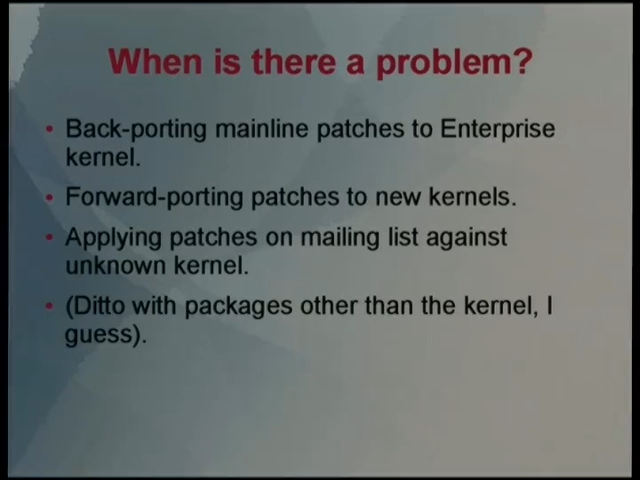 When is there a problem?
• Back-porting mainline patches to Enterprise
kernel.
• Forward-porting patches to new kernels.
• Applying patches on mailing list against
unknown kernel.
• (Ditto with packages other than the kernel, I
guess).